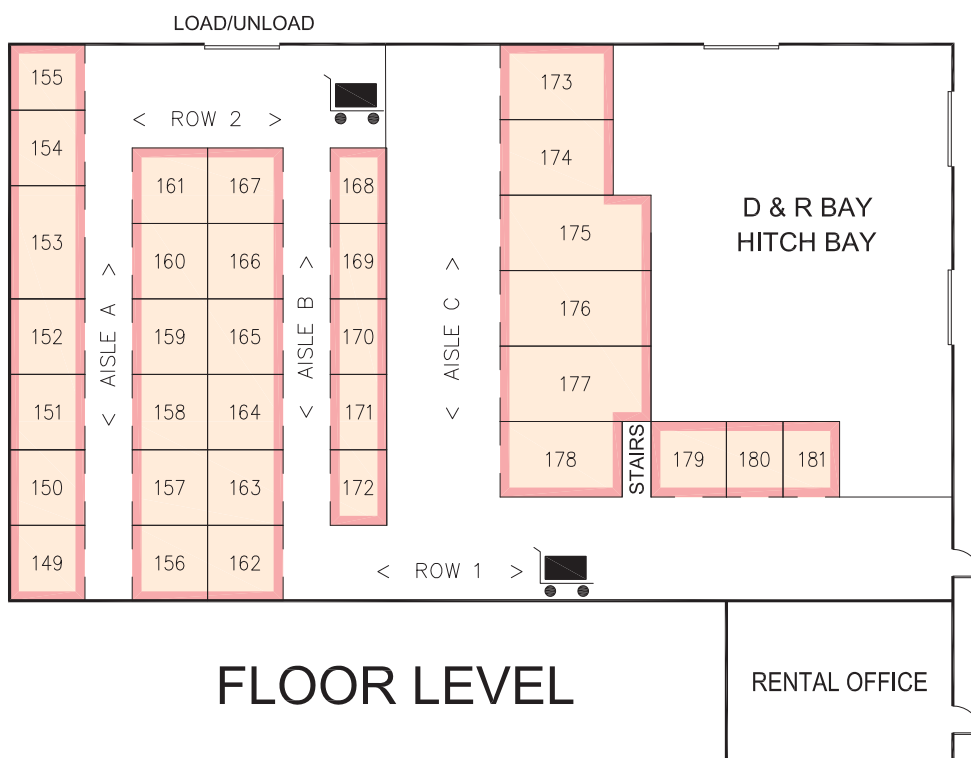 LOAD/UNLOAD
155
154
153
152
151
150
149
< AISLE A >
< ROW 2 >
161 167
160 166
159 165
158 164
157 163
156 162
< AISLE B >
168
169
170
171
172
< AISLE C >
173
174
175
176
177
178
STAIRS
179 180 181
D & R BAY
HITCH BAY
< ROW 1 >
FLOOR LEVEL
RENTAL OFFICE